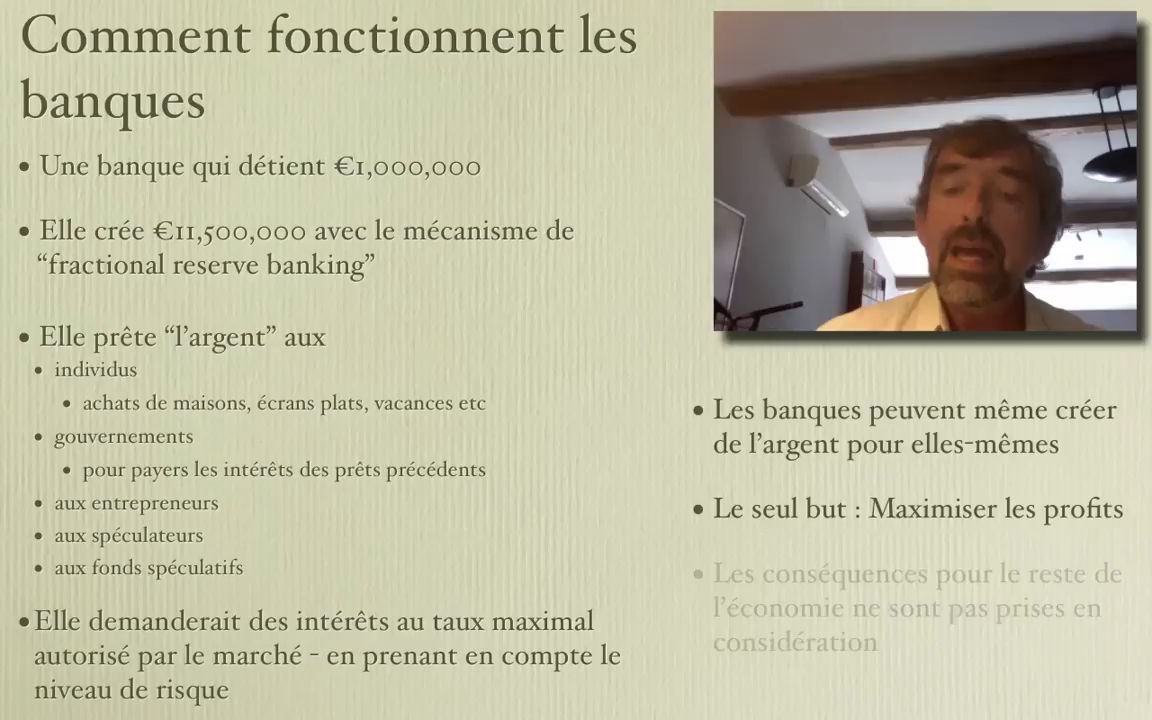 Comment fonctionnent les
banques
• Une banque qui détient €1,000,000
• Elle crée €11,500,000 avec le mécanisme de
“fractional reserve banking”
• Elle prête “l’argent” aux
• individus
• achats de maisons, écrans plats, vacances etc
• gouvernements
• pour payers les intérêts des prêts précédents
• aux entrepreneurs
• aux spéculateurs
• aux fonds spéculatifs
• Elle demanderait des intérêts au taux maximal
autorisé par le marché - en prenant en compte le
niveau de risque
• Les banques peuvent même créer
de l’argent pour elles-mêmes
• Le seul but : Maximiser les profits
• Les conséquences pour le reste de
l’économie ne sont pas prises en
considération